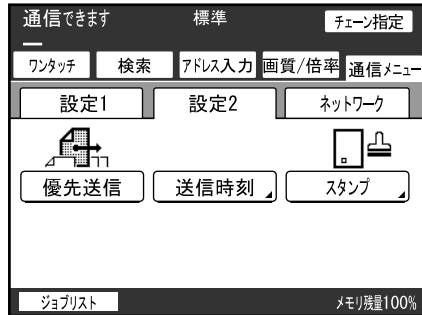 通信できます 標準 チェーン指定
ワンタッチ 検索 アドレス入力 画質/倍率 通信メニュー
設定1 設定2 ネットワーク
優先送信 送信時刻 スタンプ
ジョブリスト メモリ残量100%